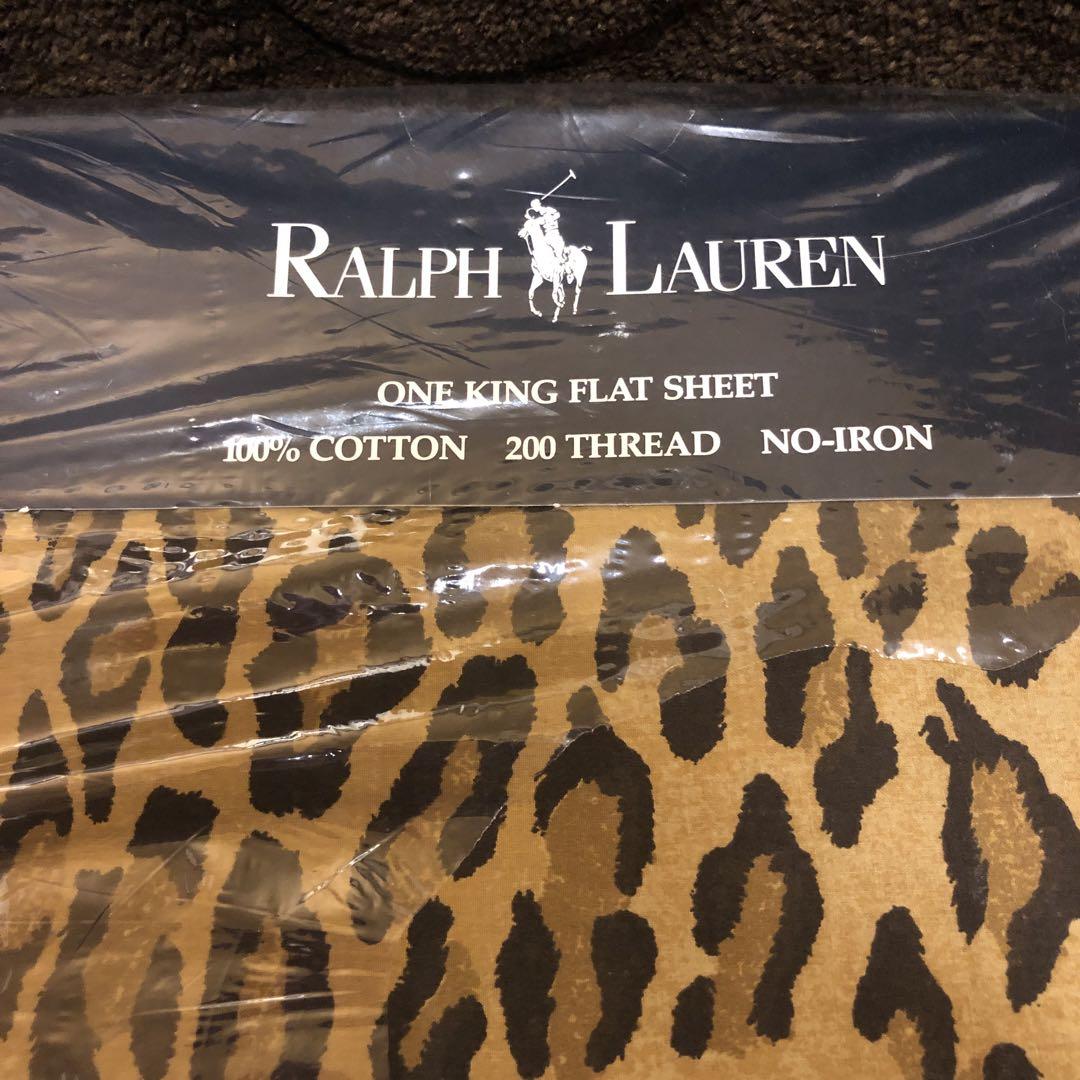 RALPH LAUREN
ONE KING FLAT SHEET
100% COTTON 200 THREAD NO-IRON